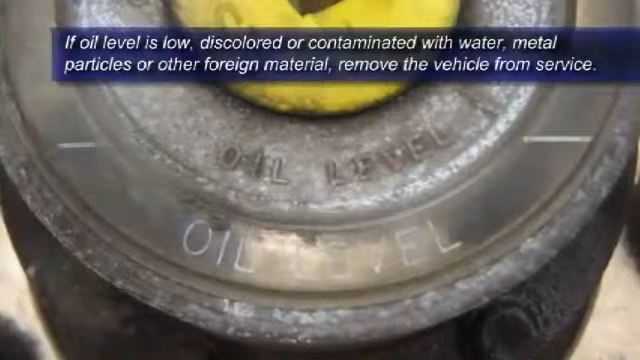 If oil level is low, discolored or contaminated with water, metal
particles or other foreign material, remove the vehicle from service.
OIL LEVEL
OIL LEVEL